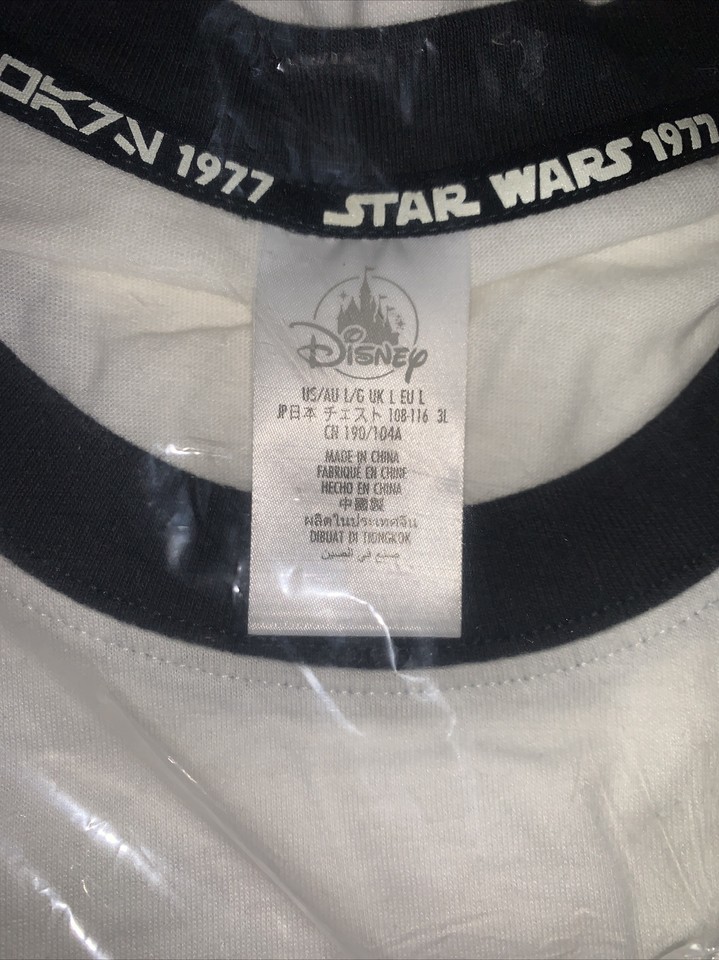 1977 STAR WARS 1977
Disney
US/AU L/G UK L EU L
JP日本 チェスト 108-116 3L
CN 190/104A
MADE IN CHINA
FABRIQUÉ EN CHINE
HECHO EN CHINA
中國製
ผลิตในประเทศจีน
DIBUAT DI TIONGKOK
صنع في الصين